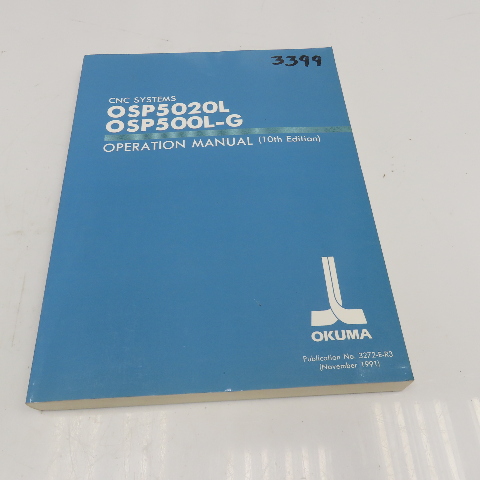 3399
CNC SYSTEMS
OSP5020L
OSP500L-G
OPERATION MANUAL (10th Edition)
OKUMA
Publication No. 3272-E-R3
(November 1991)